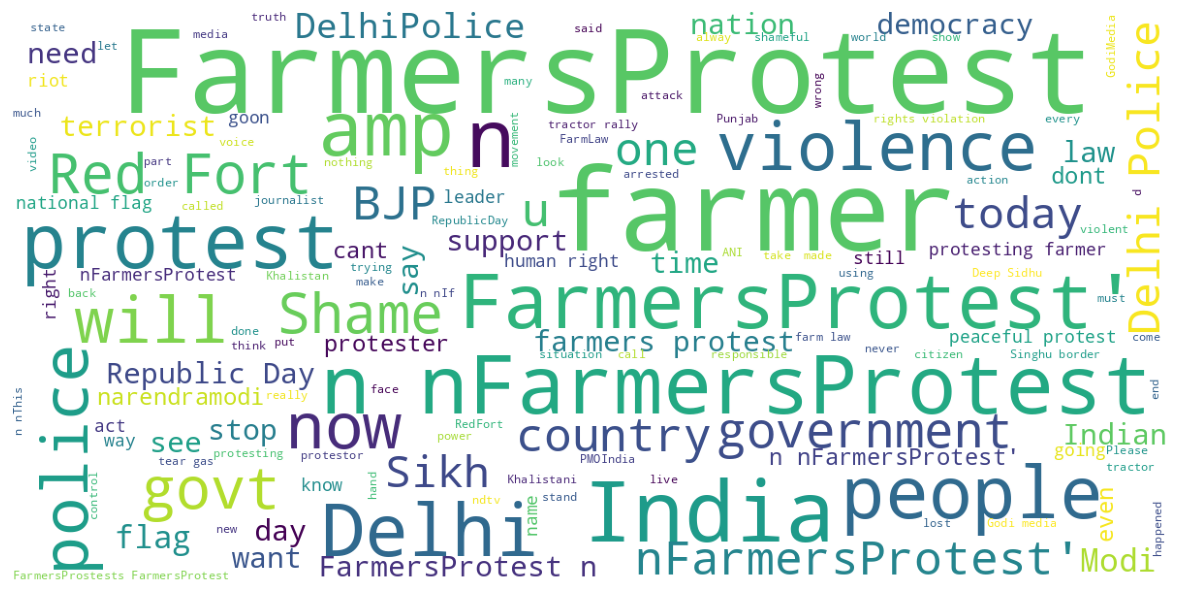 state
truth
DelhiPolice
said
nation
democracy
need
let
media
FarmersProtest
alway
shameful
world
show
GodiMedia
riot
many
attack
wrong
Delhi Police
much
terrorist
goon
amp
n
movement
tractor rally
Punjab
rights violation
every
voice
FarmLaw
one
violence
law
video
Red Fort
part
order
nothing
thing
look
arrested
action
dont
national flag
called
journalist
BJP
leader
RepublicDay
u
farmer
today
d
violent
protest
cant
say
support
human right
time
ANI
take
made
still
protesting farmer
right
nFarmersProtest
Khalistan
trying
make
using
Deep Sidhu
back
n nIf
FarmersProtest'
must
will
Shame
done
think
put
protester
farmers protest
farm law
never
peaceful protest
come
situation
call
responsible
citizen
Singhu border
police
Republic Day
n nFarmersProtest
n nThis
narendramodi
really
face
end
act
way
see
stop
now
RedFort
power
country
government
Indian
tear gas
protesting
protestor
PMOIndia
n nFarmersProtest'
going
Please
tractor
control
govt
know
hand
Sikh
Khalistani
live
people
even
ndtv
name
stand
India
flag
new
day
Delhi
lost
Godi media
happened
want
FarmersProtest n
nFarmersProtest'
Modi
FarmersProstests FarmersProtest